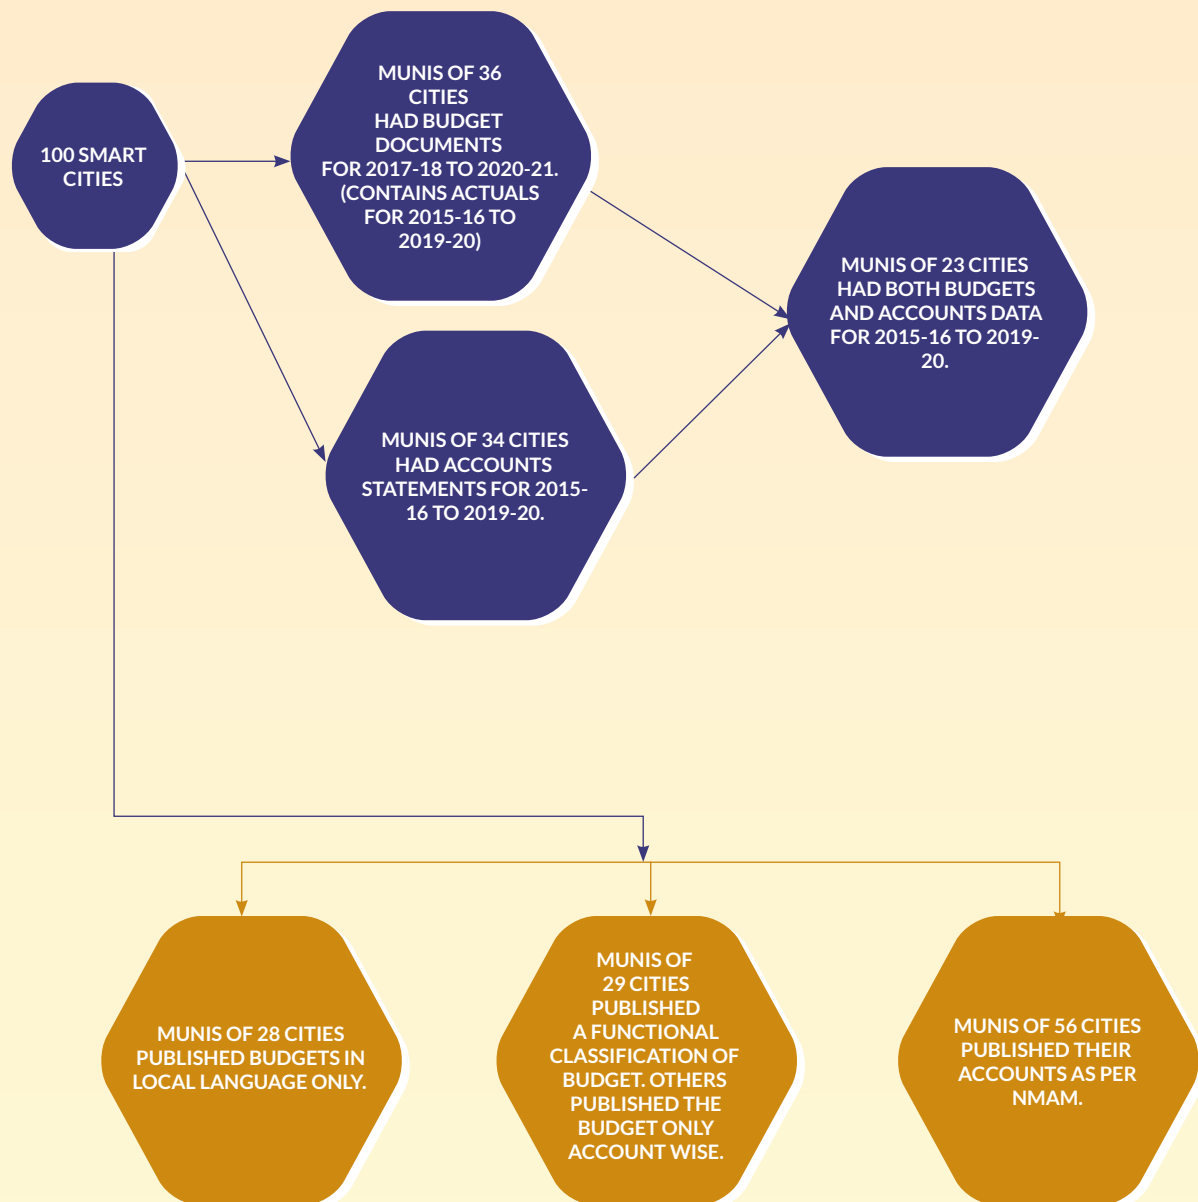 100 SMART
CITIES
MUNIS OF 36
CITIES
HAD BUDGET
DOCUMENTS
FOR 2017-18 TO 2020-21.
(CONTAINS ACTUALS
FOR 2015-16 TO
2019-20)
MUNIS OF 34 CITIES
HAD ACCOUNTS
STATEMENTS FOR 2015-
16 TO 2019-20.
MUNIS OF 23 CITIES
HAD BOTH BUDGETS
AND ACCOUNTS DATA
FOR 2015-16 TO 2019-
20.
MUNIS OF 28 CITIES
PUBLISHED BUDGETS IN
LOCAL LANGUAGE ONLY.
MUNIS OF
29 CITIES
PUBLISHED
A FUNCTIONAL
CLASSIFICATION OF
BUDGET. OTHERS
PUBLISHED THE
BUDGET ONLY
ACCOUNT WISE.
MUNIS OF 56 CITIES
PUBLISHED THEIR
ACCOUNTS AS PER
NMAM.